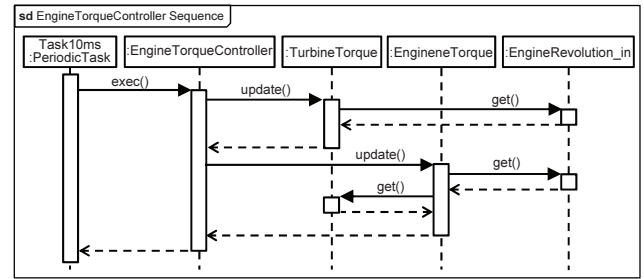 sd EngineTorqueController Sequence
Task10ms
:PeriodicTask
:EngineTorqueController
:TurbineTorque
:EngineneTorque
:EngineRevolution_in
exec()
update()
get()
update()
get()
get()